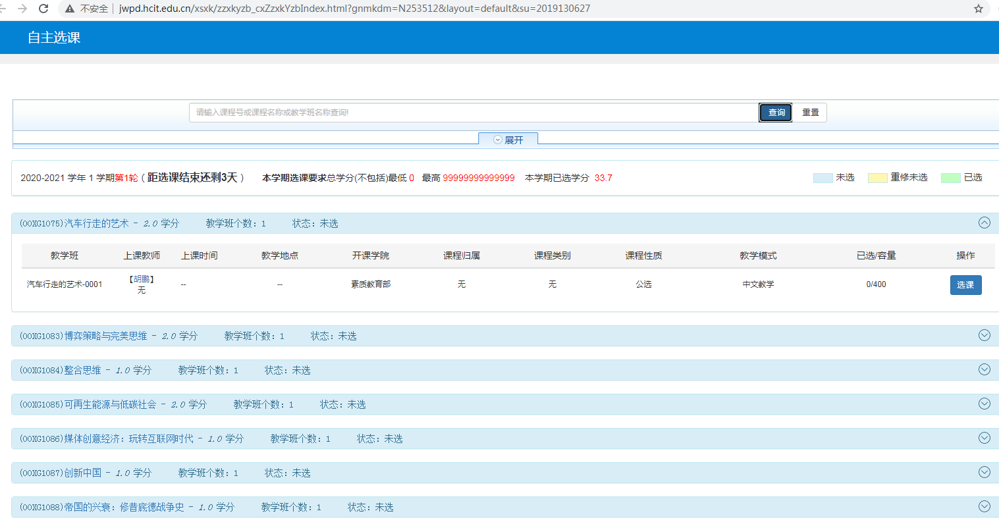 不安全 jwpd.hcit.edu.cn/xsxk/zzxkyzb_cxZzxkYzbIndex.html?gnmkdm=N253512&layout=default&su=2019130627
自主选课
请输入课程号或课程名称或教学班名称查询! 查询 重置
展开
2020-2021 学年 1 学期第1轮（距选课结束还剩3天） 本学期选课要求总学分(不包括)最低 0 最高 99999999999999 本学期已选学分 33.7 未选 重修未选 已选
(00XG1075)汽车行走的艺术 - 2.0 学分 教学班个数：1 状态：未选
教学班 上课教师 上课时间 教学地点 开课学院 课程归属 课程类别 课程性质 教学模式 已选/容量 操作
汽车行走的艺术-0001 【胡鹏】 -- -- 素质教育部 无 无 公选 中文教学 0/400 选课
无
(00XG1083)博弈策略与完美思维 - 2.0 学分 教学班个数：1 状态：未选
(00XG1084)整合思维 - 1.0 学分 教学班个数：1 状态：未选
(00XG1085)可再生能源与低碳社会 - 2.0 学分 教学班个数：1 状态：未选
(00XG1086)媒体创意经济：玩转互联网时代 - 1.0 学分 教学班个数：1 状态：未选
(00XG1087)创新中国 - 1.0 学分 教学班个数：1 状态：未选
(00XG1088)帝国的兴衰：修昔底德战争史 - 1.0 学分 教学班个数：1 状态：未选